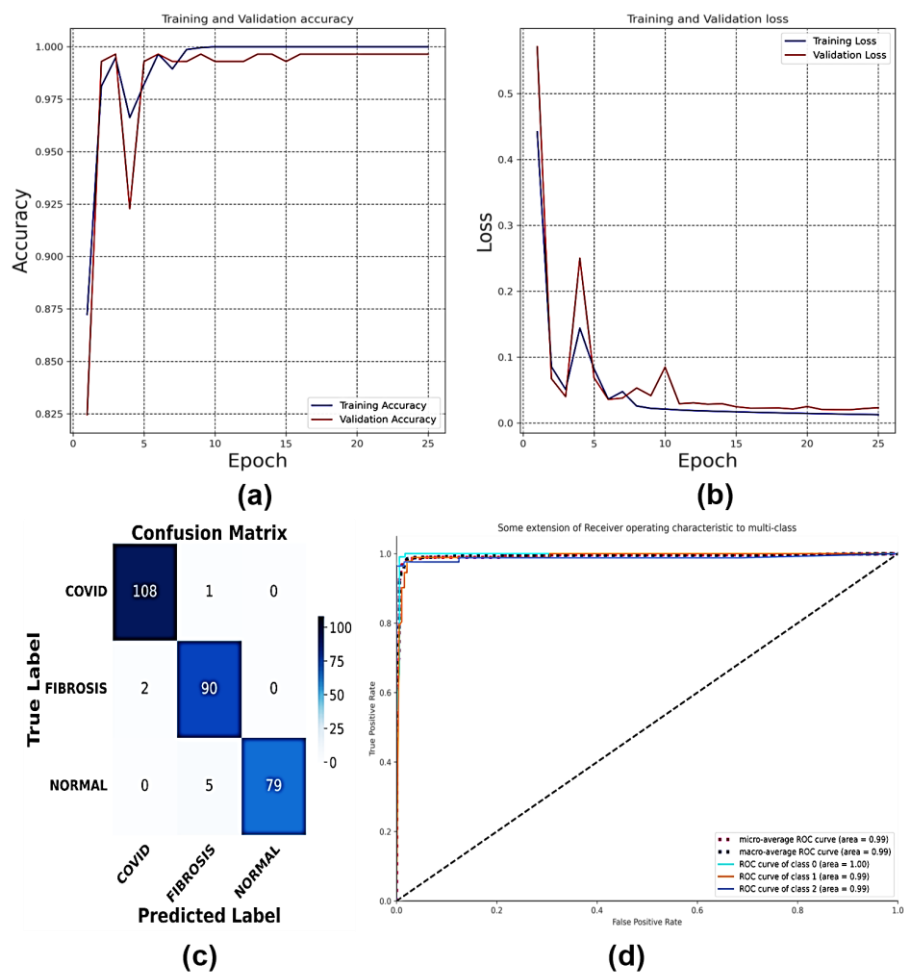 Training and Validation accuracy
1.000
0.975
0.950
0.925
0.900
0.875
0.850
0.825
Accuracy
Training Accuracy
Validation Accuracy
0 5 10 15 20 25
Epoch
(a)
Training and Validation loss
Training Loss
Validation Loss
0.5
0.4
0.3
0.2
0.1
0.0
Loss
0 5 10 15 20 25
Epoch
(b)
Confusion Matrix
True Label
COVID 108 1 0
FIBROSIS 2 90 0
NORMAL 0 5 79
100
75
50
25
0
COVID FIBROSIS NORMAL
Predicted Label
(c)
Some extension of Receiver operating characteristic to multi-class
1.0
0.8
0.6
0.4
0.2
0.0
True Positive Rate
micro-average ROC curve (area = 0.99)
macro-average ROC curve (area = 0.99)
ROC curve of class 0 (area = 1.00)
ROC curve of class 1 (area = 0.99)
ROC curve of class 2 (area = 0.99)
0.0 0.2 0.4 0.6 0.8 1.0
False Positive Rate
(d)